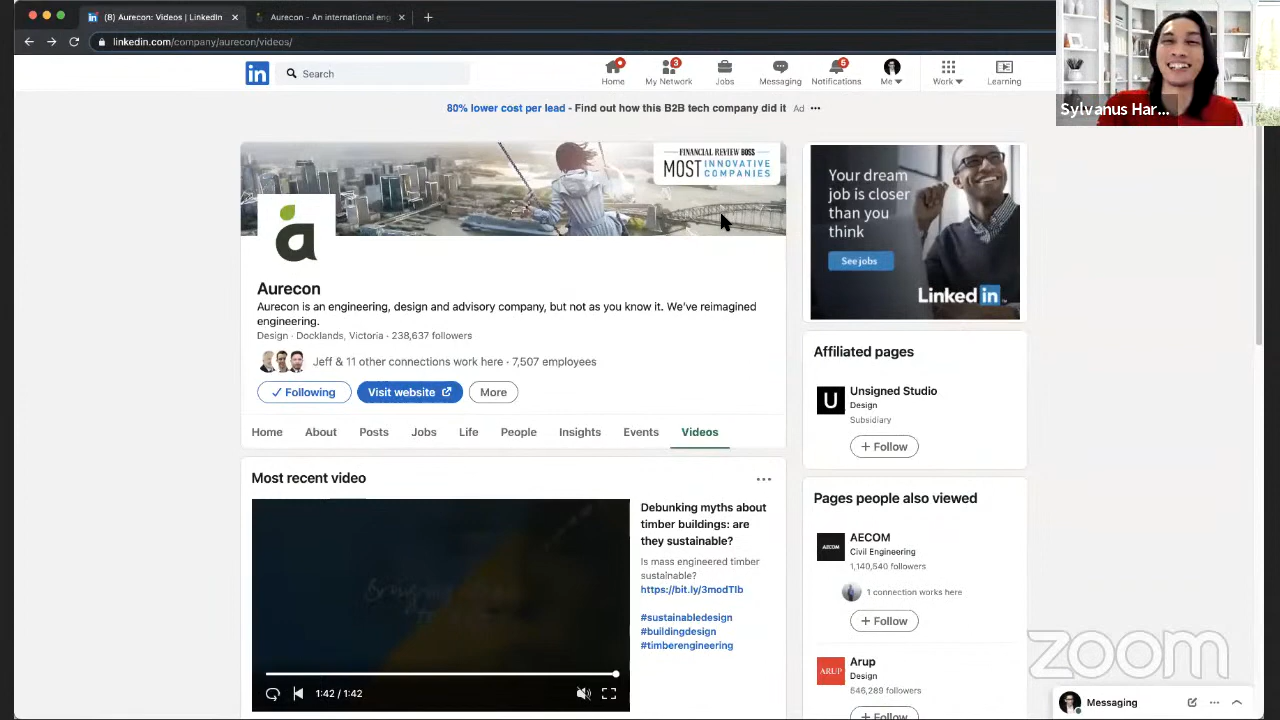 (8) Aurecon: Videos | LinkedIn
Aurecon - An international eng
linkedin.com/company/aurecon/videos/
in
Search
Home
3
My Network
Jobs
Messaging
5
Notifications
Me
Work
Learning
80% lower cost per lead - Find out how this B2B tech company did it Ad
Sylvanus Har...
FINANCIAL REVIEW BOSS
MOST INNOVATIVE COMPANIES
a
Aurecon
Aurecon is an engineering, design and advisory company, but not as you know it. We've reimagined
engineering.
Design · Docklands, Victoria · 238,637 followers
Jeff & 11 other connections work here · 7,507 employees
Following
Visit website
More
Home About Posts Jobs Life People Insights Events Videos
Most recent video
Debunking myths about
timber buildings: are
they sustainable?
Is mass engineered timber
sustainable?
https://bit.ly/3modTIb
#sustainabledesign
#buildingdesign
#timberengineering
1:42 / 1:42
Your dream
job is closer
than you
think
See jobs
Linked in
Affiliated pages
U
Unsigned Studio
Design
Subsidiary
+ Follow
Pages people also viewed
AECOM
AECOM
Civil Engineering
1,140,540 followers
1 connection works here
+ Follow
ARUP
Arup
Design
646,289 followers
+ Follow
zoom
Messaging